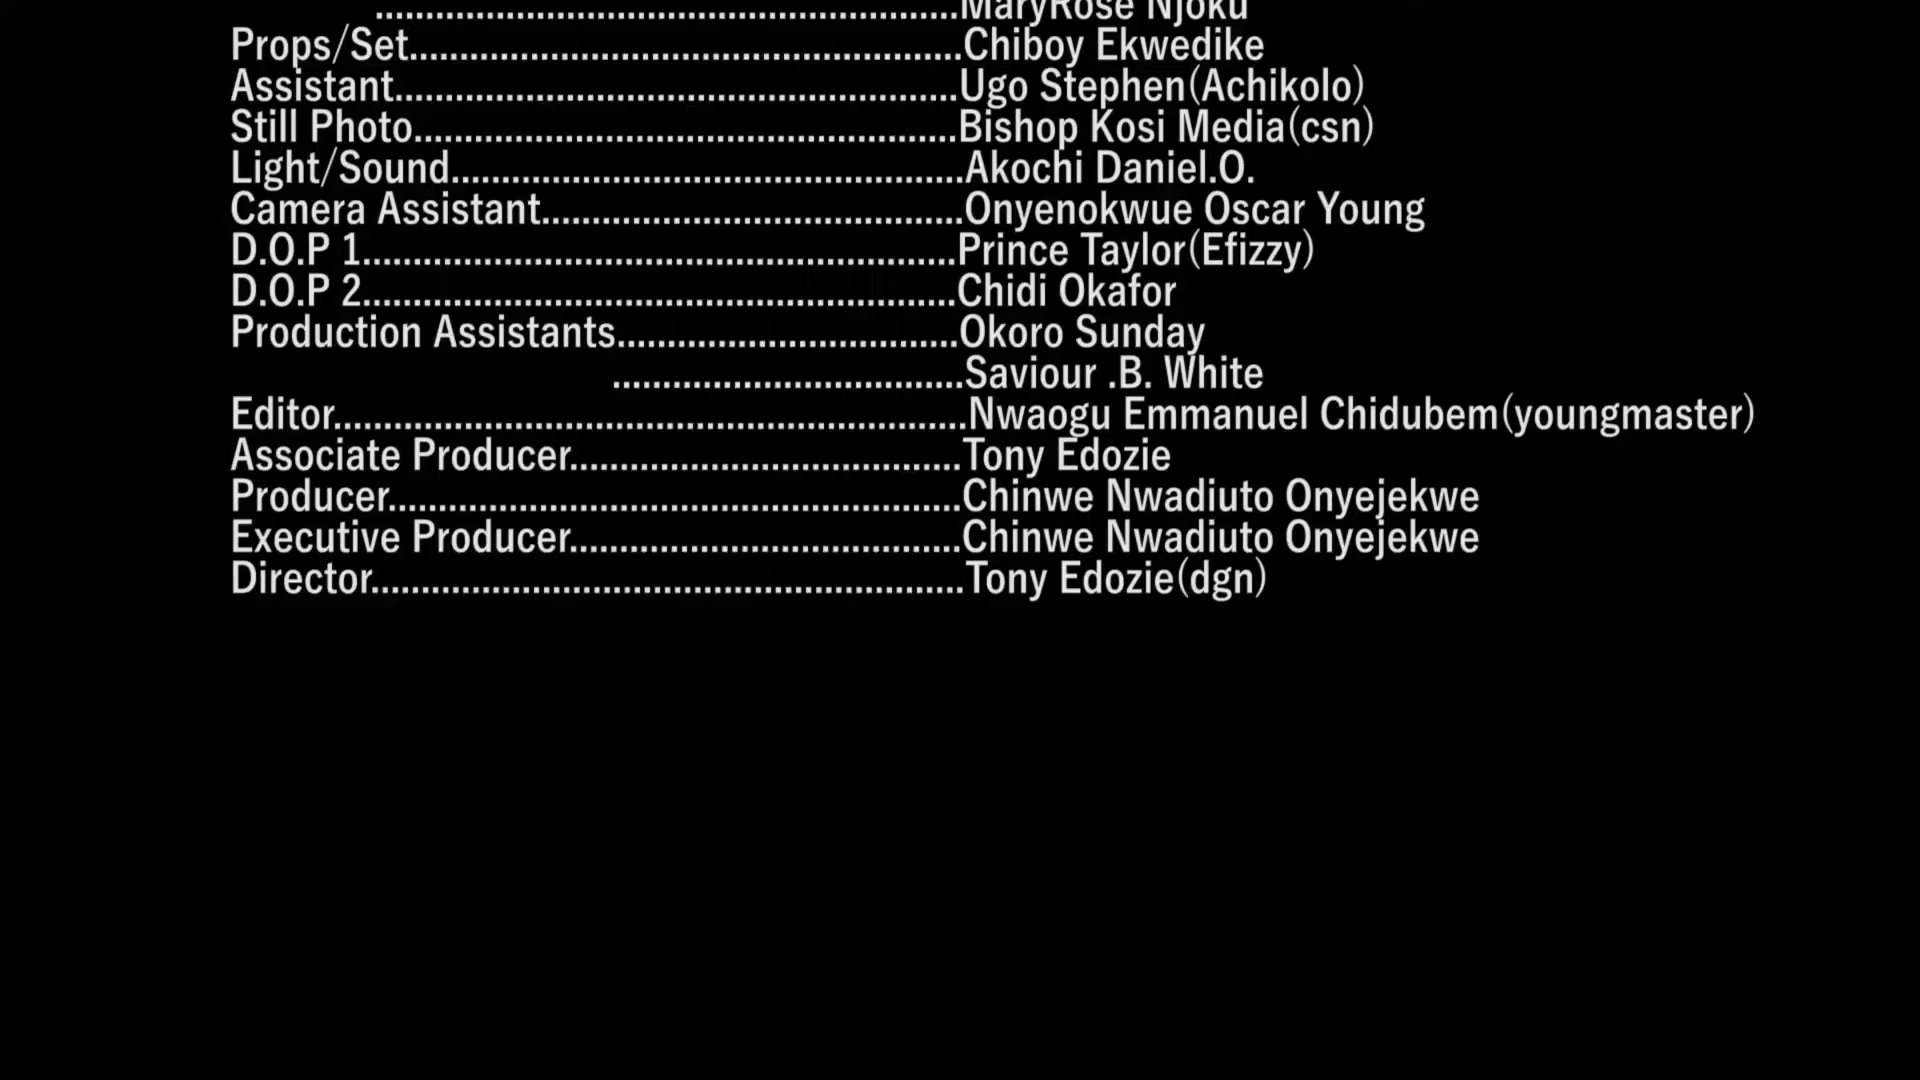 ..........................................................MaryRose Njoku
Props/Set.......................................................Chiboy Ekwedike
Assistant........................................................Ugo Stephen(Achikolo)
Still Photo......................................................Bishop Kosi Media(csn)
Light/Sound...................................................Akochi Daniel.O.
Camera Assistant..........................................Onyenokwue Oscar Young
D.O.P 1...........................................................Prince Taylor(Efizzy)
D.O.P 2...........................................................Chidi Okafor
Production Assistants..................................Okoro Sunday
...................................Saviour .B. White
Editor...............................................................Nwaogu Emmanuel Chidubem(youngmaster)
Associate Producer.......................................Tony Edozie
Producer.........................................................Chinwe Nwadiuto Onyejekwe
Executive Producer.......................................Chinwe Nwadiuto Onyejekwe
Director...........................................................Tony Edozie(dgn)